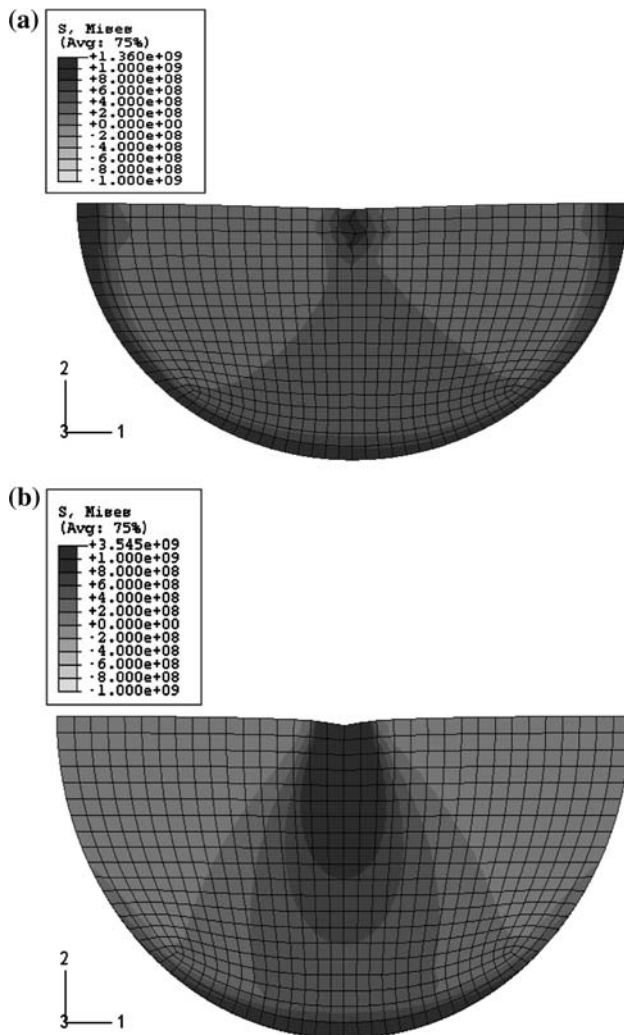 (a)
S, Mises
(Avg: 75%)
+1.360e+09
+1.000e+09
+8.000e+08
+6.000e+08
+4.000e+08
+2.000e+08
+0.000e+00
-2.000e+08
-4.000e+08
-6.000e+08
-8.000e+08
-1.000e+09
2
3 1
(b)
S, Mises
(Avg: 75%)
+3.545e+09
+1.000e+09
+8.000e+08
+6.000e+08
+4.000e+08
+2.000e+08
+0.000e+00
-2.000e+08
-4.000e+08
-6.000e+08
-8.000e+08
-1.000e+09
2
3 1